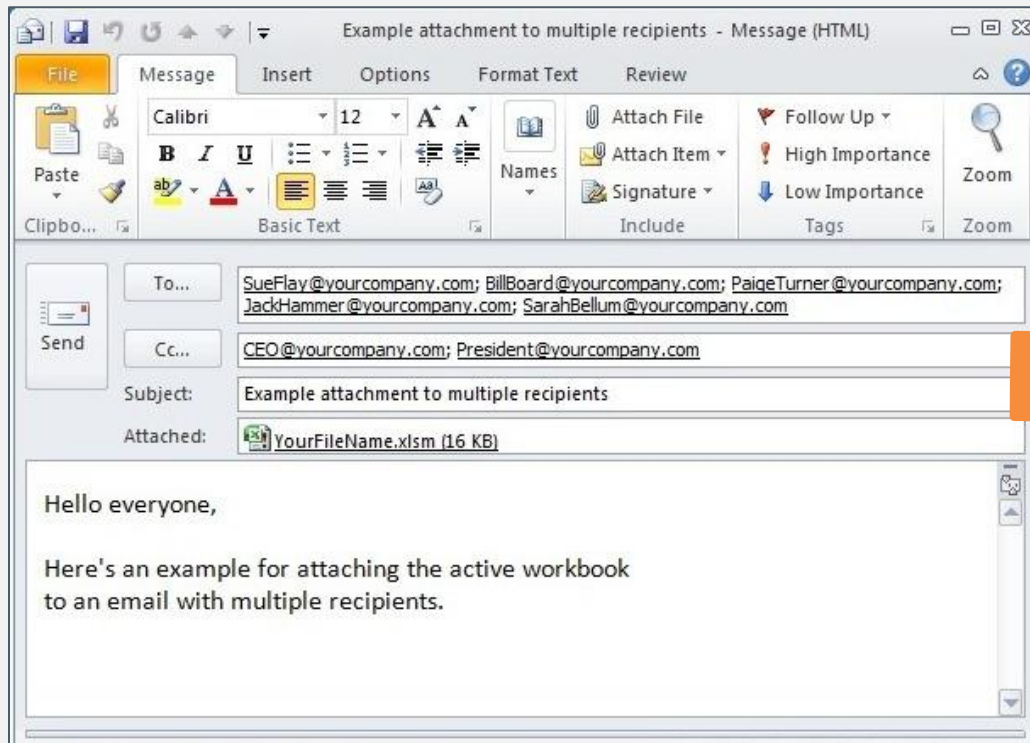 Example attachment to multiple recipients - Message (HTML)
File Message Insert Options Format Text Review
Calibri 12
Attach File
Follow Up
B I U
Attach Item
High Importance
Paste
Names
Zoom
Signature
Low Importance
Clipbo... Basic Text Include Tags Zoom
To... SueFlay@yourcompany.com; BillBoard@yourcompany.com; PaigeTurner@yourcompany.com;
JackHammer@yourcompany.com; SarahBellum@yourcompany.com
Send
Cc... CEO@yourcompany.com; President@yourcompany.com
Subject: Example attachment to multiple recipients
Attached: YourFileName.xlsm (16 KB)
Hello everyone,
Here's an example for attaching the active workbook
to an email with multiple recipients.